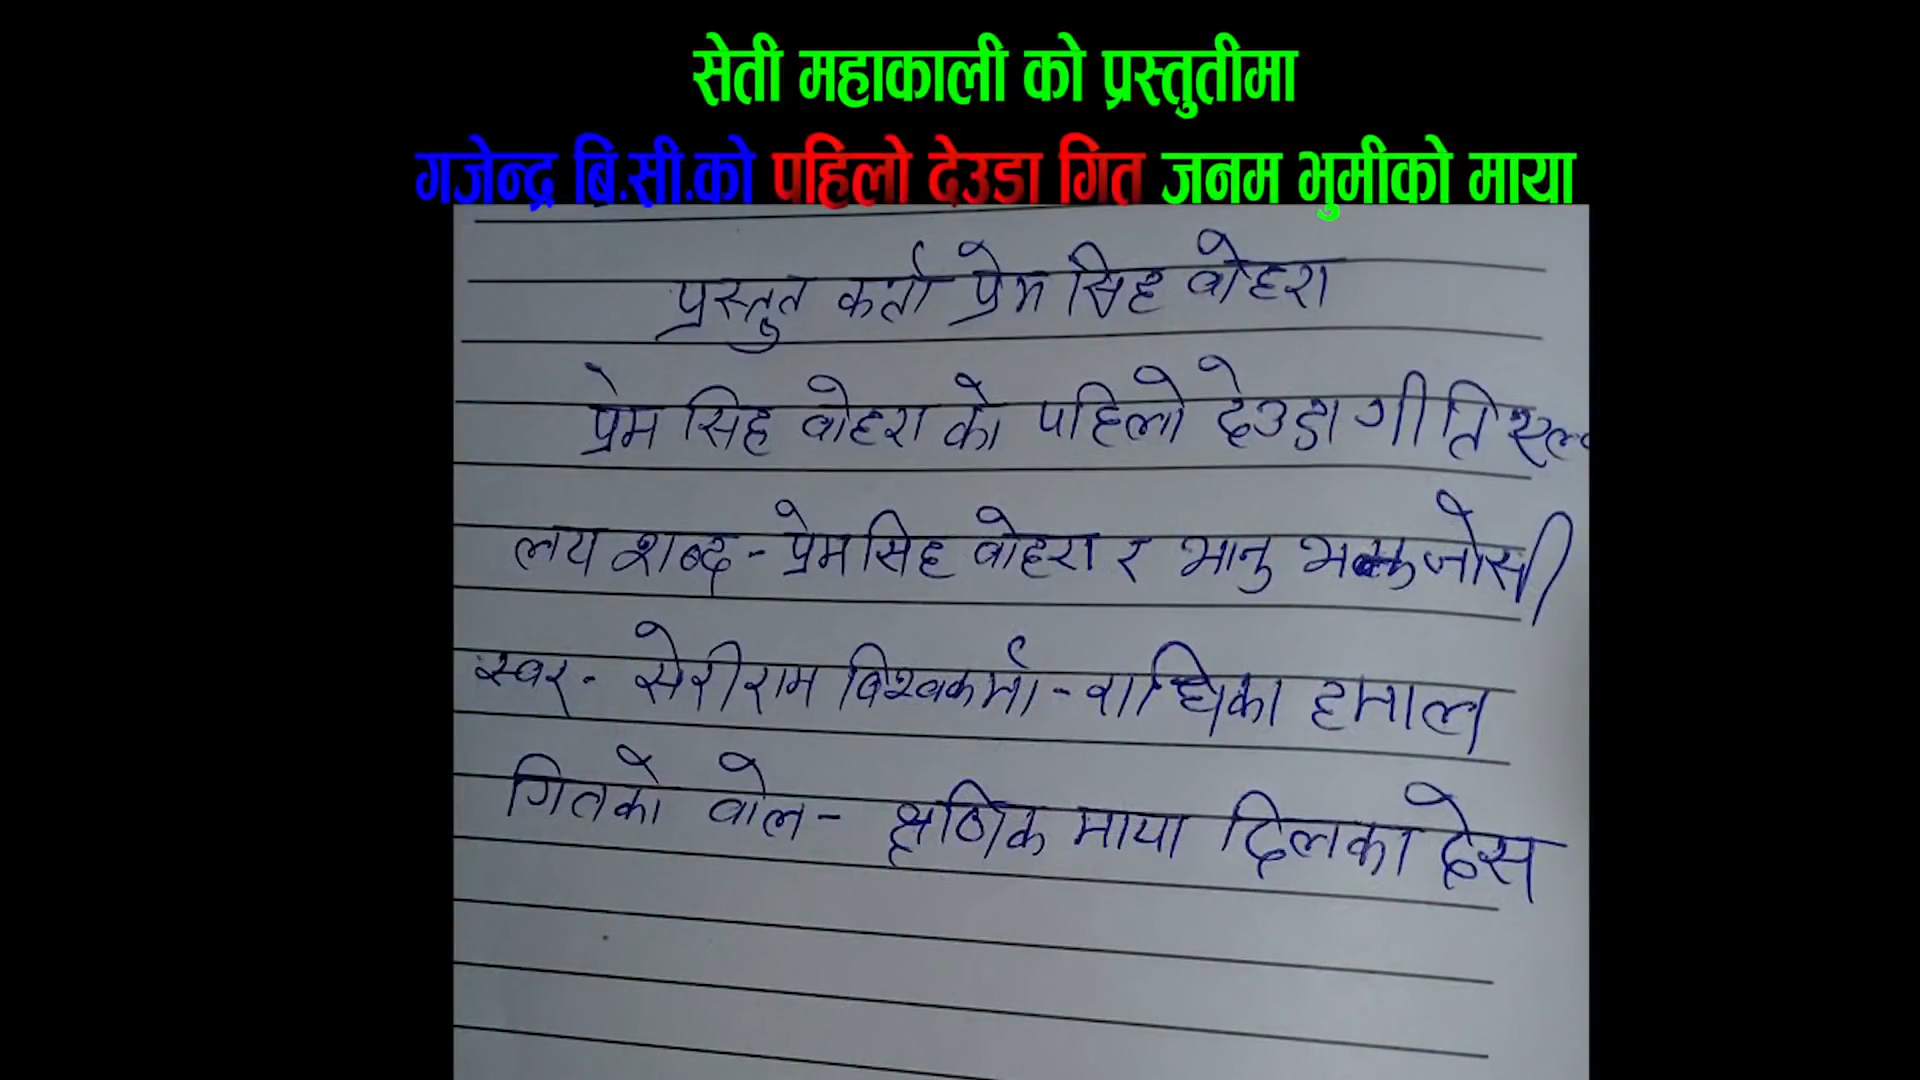 सेती महाकाली को प्रस्तुतीमा
गजेन्द्र बि.सी.को पहिलो देउडा गित जनम भुमीको माया
प्रस्तुत कर्ता प्रेम सिह वोहरा
प्रेम सिह वोहरा को पहिलो देउडा गीति
लय शब्द - प्रेम सिह वोहरा र भानु भक्त जोसी
स्वर - सेरीराम विश्वकर्मा - राधिका हमाल
गितको वोल - क्षणिक माया दिलका देस